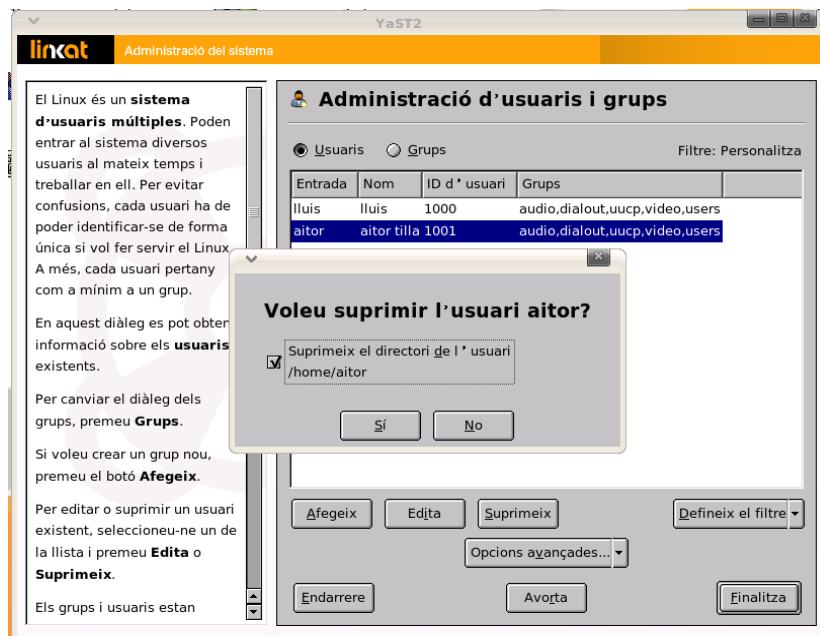 YaST2
linkat
Administració del sistema
El Linux és un sistema
d'usuaris múltiples. Poden
entrar al sistema diversos
usuaris al mateix temps i
treballar en ell. Per evitar
confusions, cada usuari ha de
poder identificar-se de forma
única si vol fer servir el Linux.
A més, cada usuari pertany
com a mínim a un grup.
En aquest diàleg es pot obten
informació sobre els usuaris
existents.
Per canviar el diàleg dels
grups, premeu Grups.
Si voleu crear un grup nou,
premeu el botó Afegeix.
Per editar o suprimir un usuari
existent, seleccioneu-ne un de
la llista i premeu Edita o
Suprimeix.
Els grups i usuaris estan
Administració d'usuaris i grups
Usuaris Grups Filtre: Personalitza
Entrada Nom ID d'usuari Grups
lluis lluis 1000 audio,dialout,uucp,video,users
aitor aitor tilla 1001 audio,dialout,uucp,video,users
Voleu suprimir l'usuari aitor?
Suprimeix el directori de l'usuari
/home/aitor
Sí No
Afegeix Edita Suprimeix Defineix el filtre
Opcions avançades...
Endarrere Avorta Finalitza